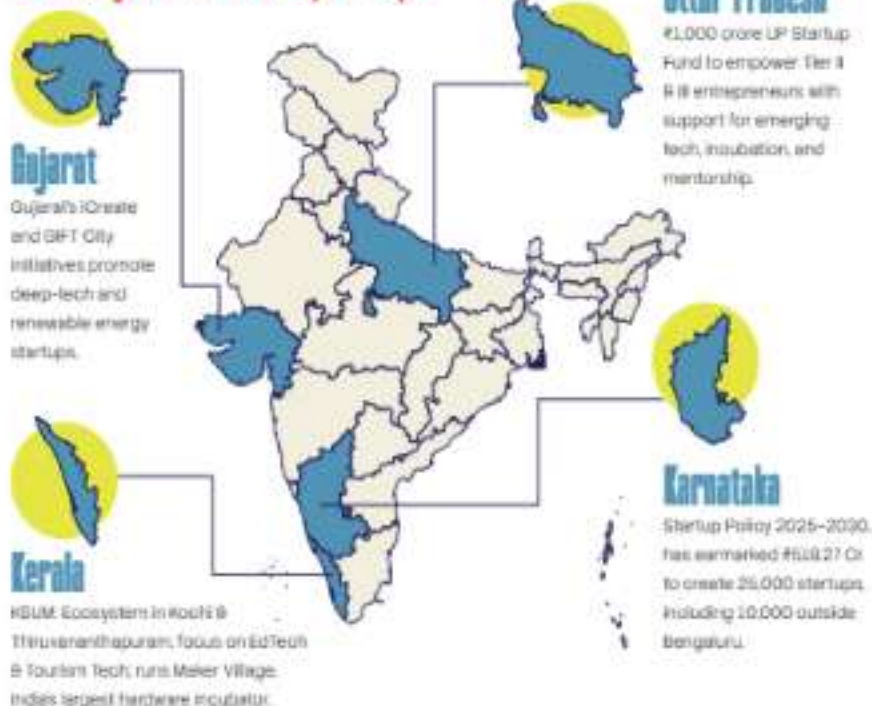 Uttar Pradesh
₹1,000 crore UP Startup
Fund to empower Tier II
& III entrepreneurs with
support for emerging
tech, incubation, and
mentorship.
Gujarat
Gujarat's iCreate
and GIFT City
initiatives promote
deep-tech and
renewable energy
startups.
Karnataka
Startup Policy 2025–2030,
has earmarked Cr
to create 25,000 startups,
including 10,000 outside
Bengaluru.
Kerala
KSUM: Ecosystem in Kochi &
Thiruvananthapuram; focus on EdTech
& Tourism Tech; runs Maker Village,
India's largest hardware incubator.